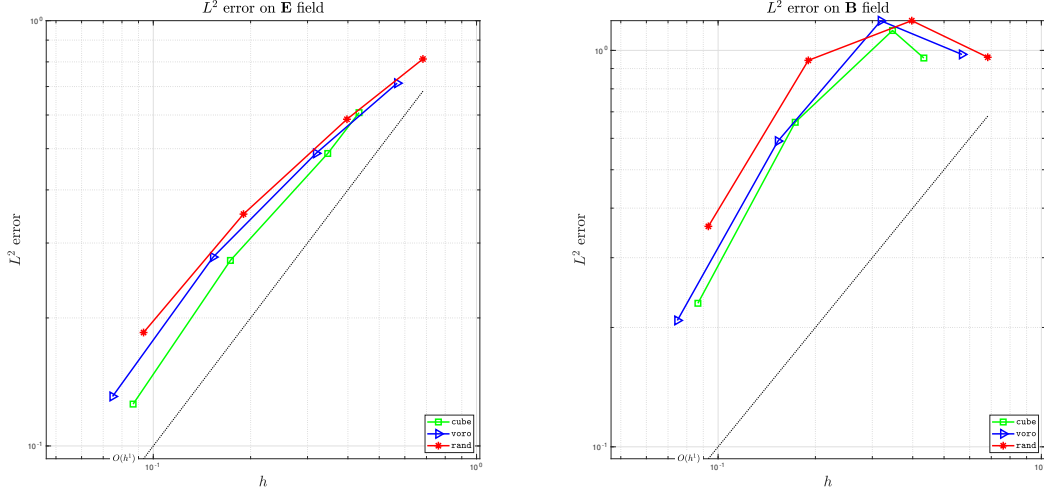 L² error on E field
10⁰
L² error
10⁻¹
O(h¹)
10⁻¹
10⁰
h
cube
voro
rand
L² error on B field
10⁰
L² error
10⁻¹
O(h¹)
10⁻¹
10
h
cube
voro
rand